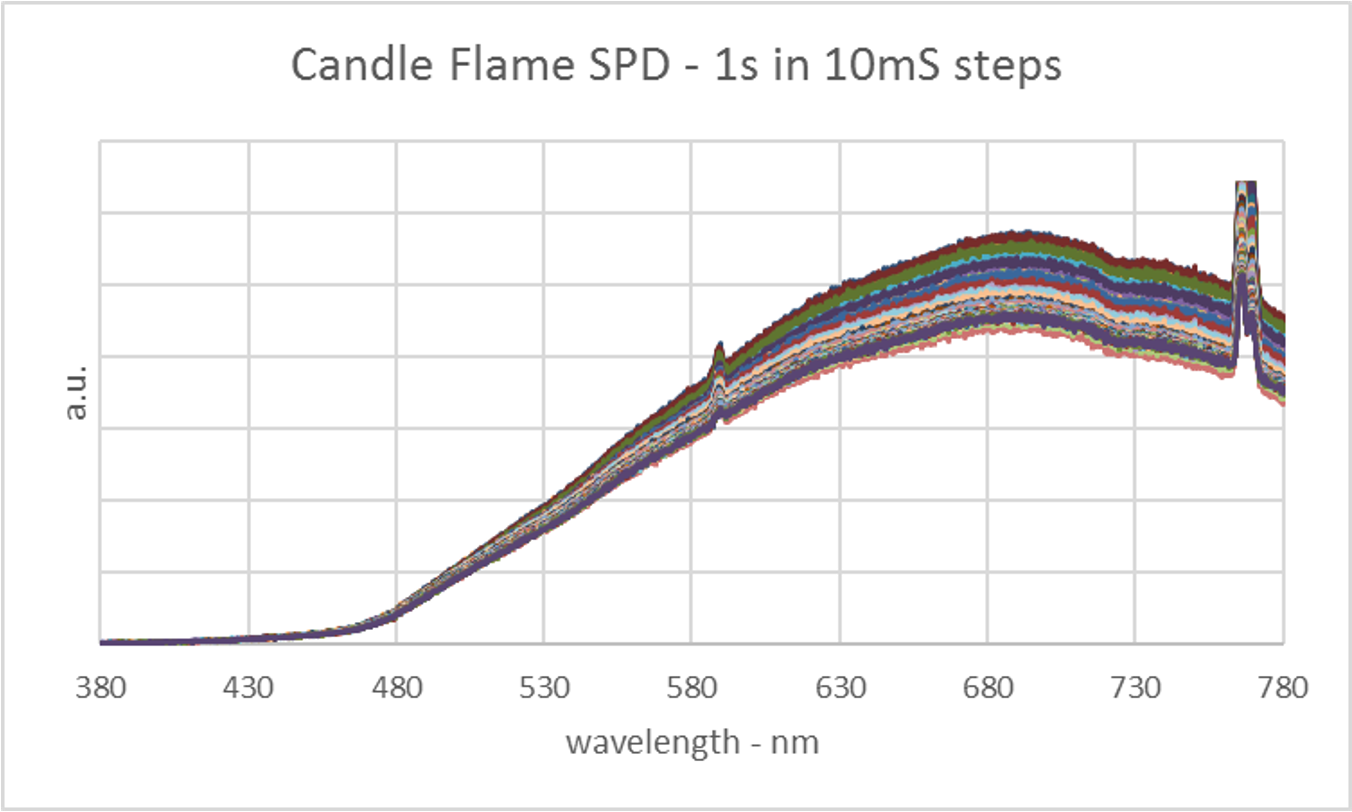 Candle Flame SPD - 1s in 10mS steps
a.u.
380 430 480 530 580 630 680 730 780
wavelength - nm